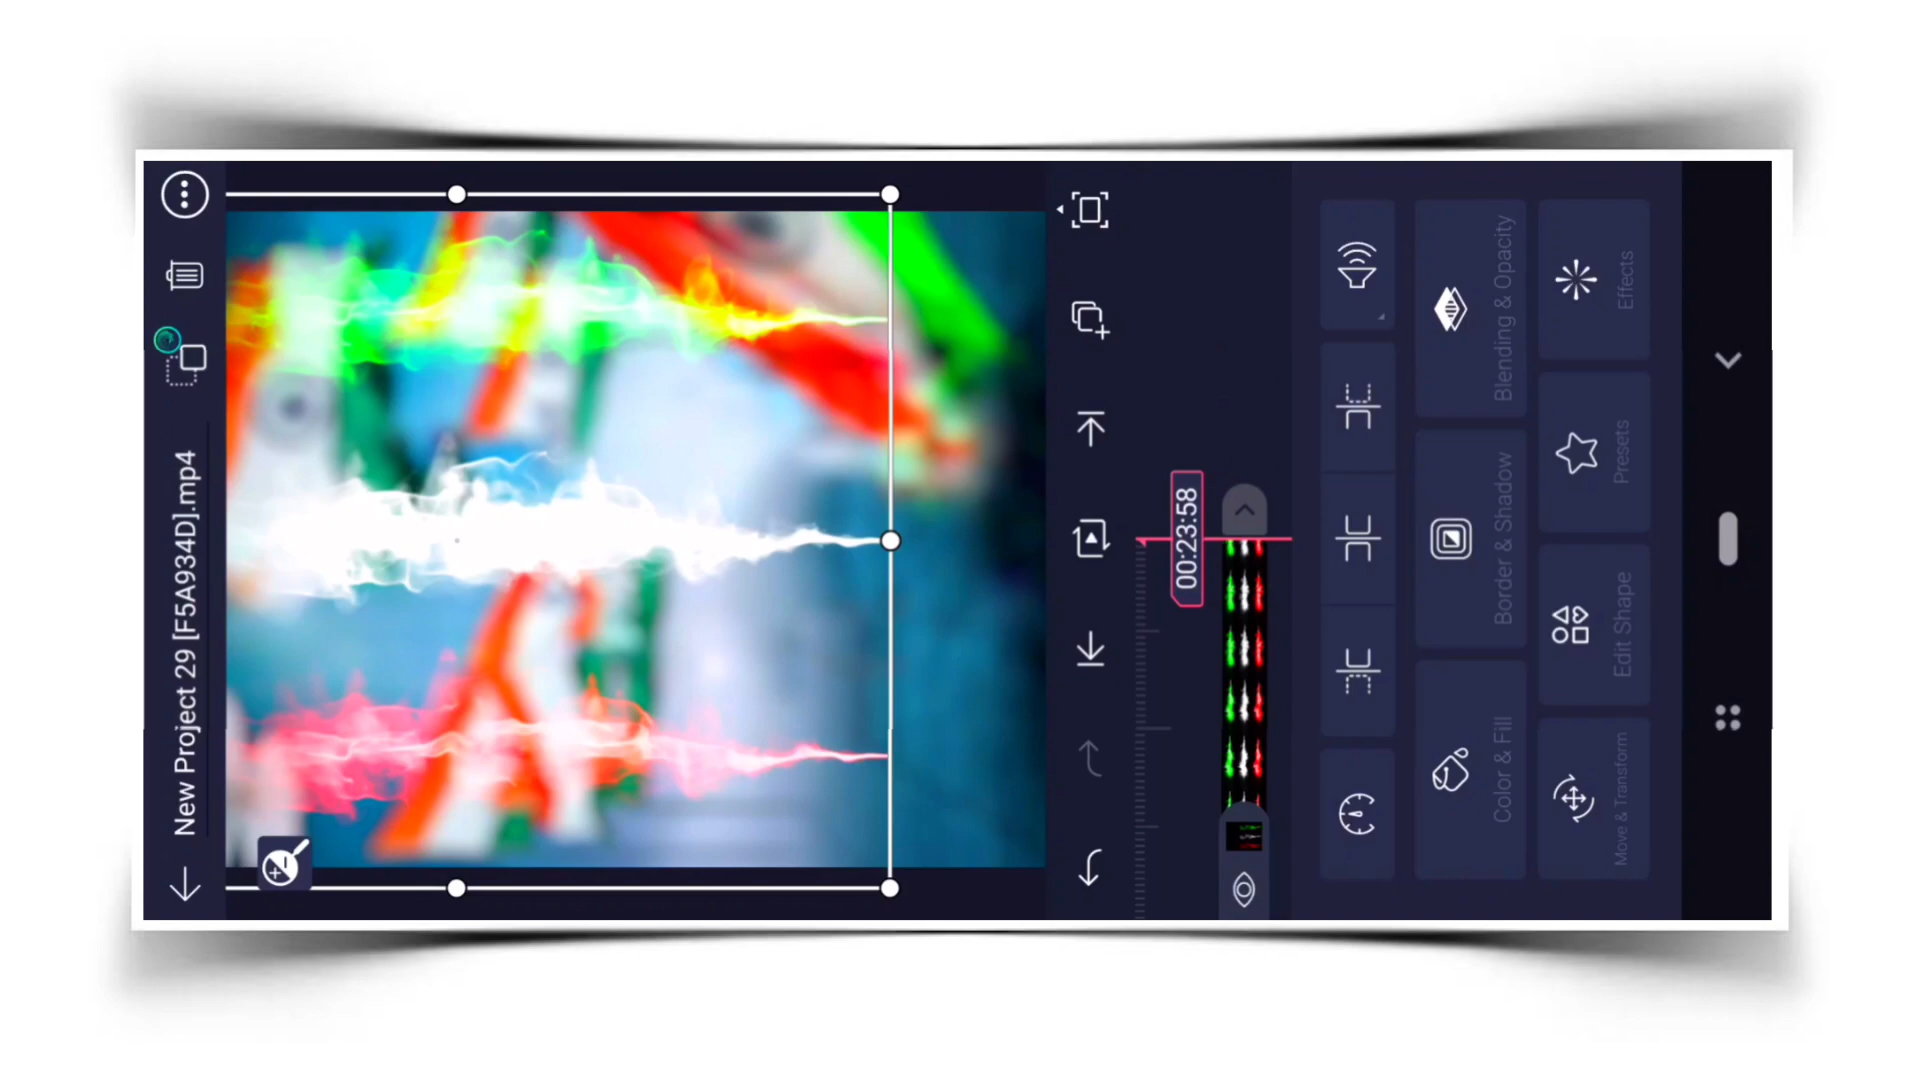 New Project 29 [F5A934D].mp4
00:23:58
Color & Fill
Border & Shadow
Blending & Opacity
Move & Transform
Edit Shape
Presets
Effects